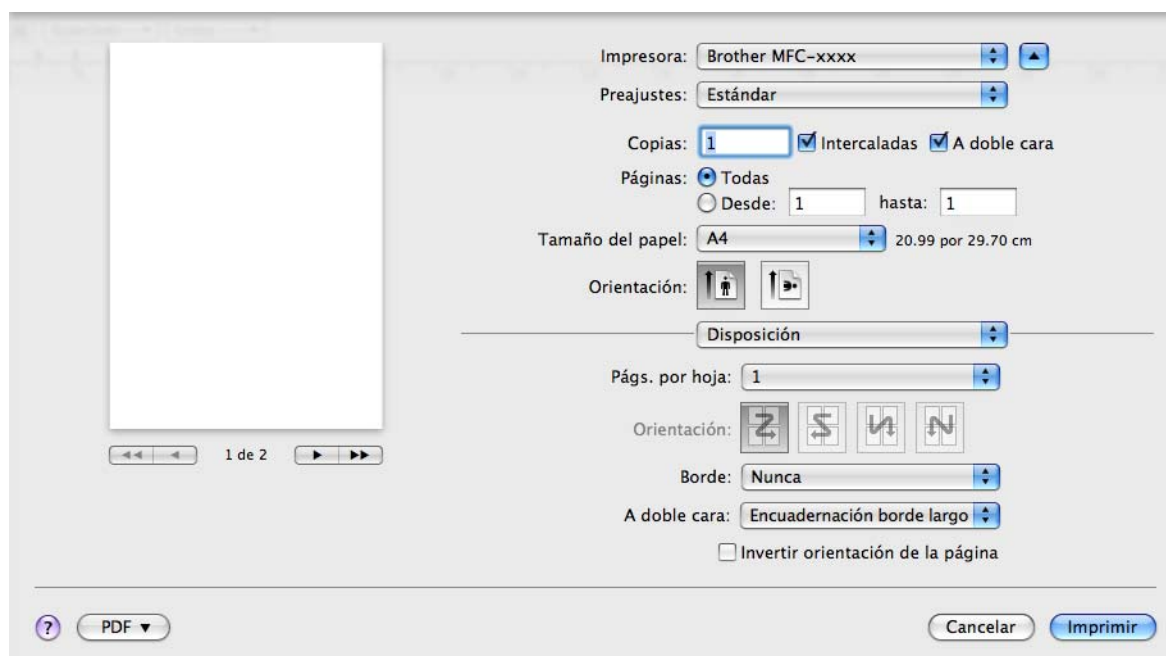 Impresora: Brother MFC-xxxx
Preajustes: Estándar
Copias: 1 Intercaladas A doble cara
Páginas: Todas
Desde: 1 hasta: 1
Tamaño del papel: A4 20.99 por 29.70 cm
Orientación:
Disposición
Págs. por hoja: 1
Orientación:
1 de 2
Borde: Nunca
A doble cara: Encuadernación borde largo
Invertir orientación de la página
? PDF Cancelar Imprimir